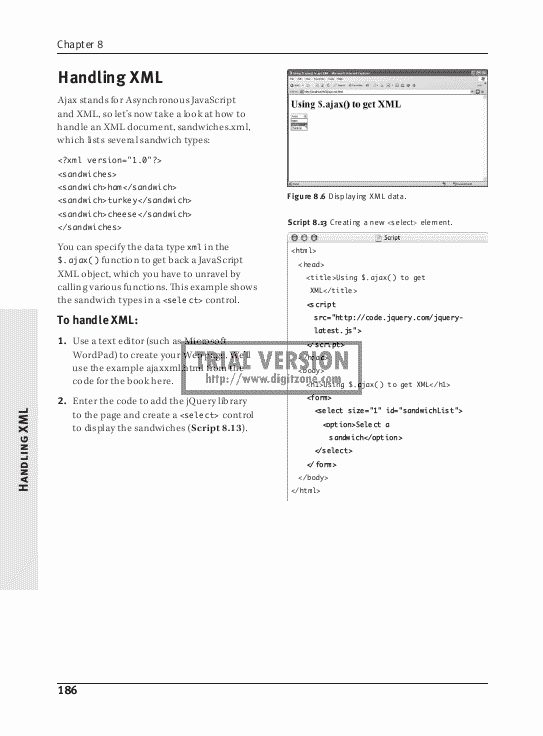 Chapter 8
Handling XML
Ajax stands for Asynchronous JavaScript
and XML, so let's now take a look at how to
handle an XML document, sandwiches.xml,
which lists several sandwich types:
<?xml version="1.0"?>
<sandwiches>
<sandwich>ham</sandwich>
<sandwich>turkey</sandwich>
<sandwich>cheese</sandwich>
</sandwiches>
You can specify the data type xml in the
$.ajax() function to get back a JavaScript
XML object, which you have to unravel by
calling various functions. This example shows
the sandwich types in a <select> control.
To handle XML:
1. Use a text editor (such as Microsoft
WordPad) to create your Web page. We'll
use the example ajaxxml.html from the
code for the book here.
2. Enter the code to add the jQuery library
to the page and create a <select> control
to display the sandwiches (Script 8.13).
Using $.ajax() to get XML
Figure 8.6 Displaying XML data.
Script 8.13 Creating a new <select> element.
Script
<html>
<head>
<title>Using $.ajax() to get
XML</title>
<script
src="http://code.jquery.com/jquery-
latest.js">
</script>
</head>
<body>
<h1>Using $.ajax() to get XML</h1>
<form>
<select size="1" id="sandwichList">
<option>Select a
sandwich</option>
</select>
</form>
</body>
</html>
TRIAL VERSION
http://www.digitzone.com
HANDLING XML
186